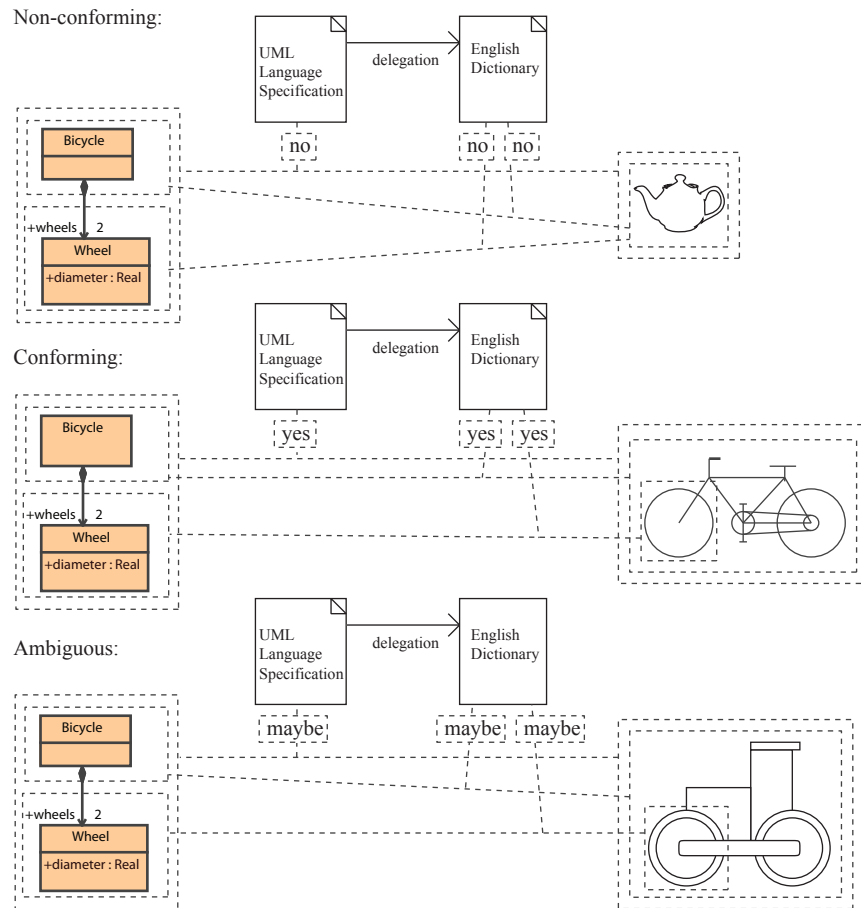 Non-conforming:
UML
Language
Specification
delegation
English
Dictionary
no
no
no
Bicycle
+wheels 2
Wheel
+diameter : Real
Conforming:
UML
Language
Specification
delegation
English
Dictionary
yes
yes
yes
Bicycle
+wheels 2
Wheel
+diameter : Real
Ambiguous:
UML
Language
Specification
delegation
English
Dictionary
maybe
maybe
maybe
Bicycle
+wheels 2
Wheel
+diameter : Real